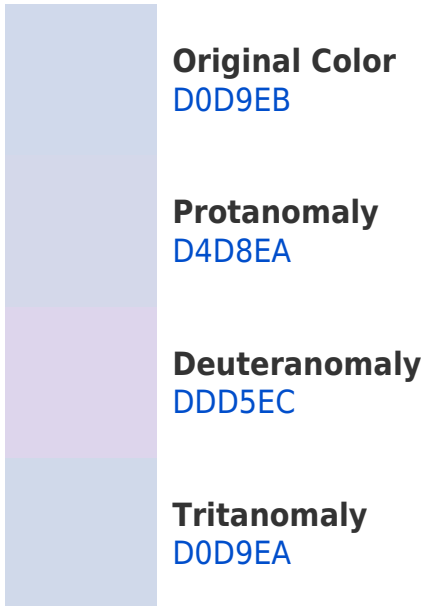 Original Color
D0D9EB
Protanomaly
D4D8EA
Deuteranomaly
DDD5EC
Tritanomaly
D0D9EA